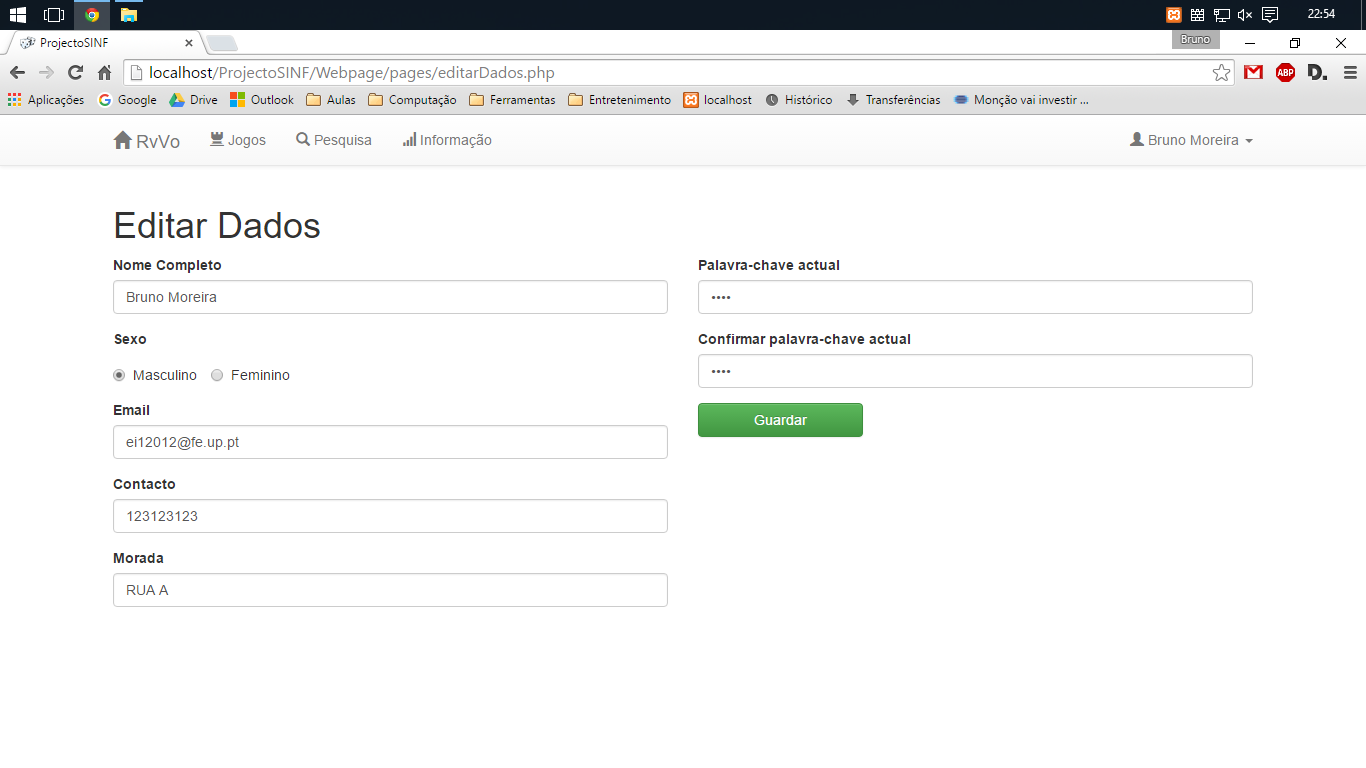 22:54
ProjectoSINF
Bruno
localhost/ProjectoSINF/Webpage/pages/editarDados.php
ABP
D.
Aplicações Google Drive Outlook Aulas Computação Ferramentas Entretenimento localhost Histórico Transferências Monção vai investir ...
RvVo Jogos Pesquisa Informação Bruno Moreira
Editar Dados
Nome Completo
Bruno Moreira
Sexo
Masculino Feminino
Email
ei12012@fe.up.pt
Contacto
123123123
Morada
RUA A
Palavra-chave actual
••••
Confirmar palavra-chave actual
••••
Guardar